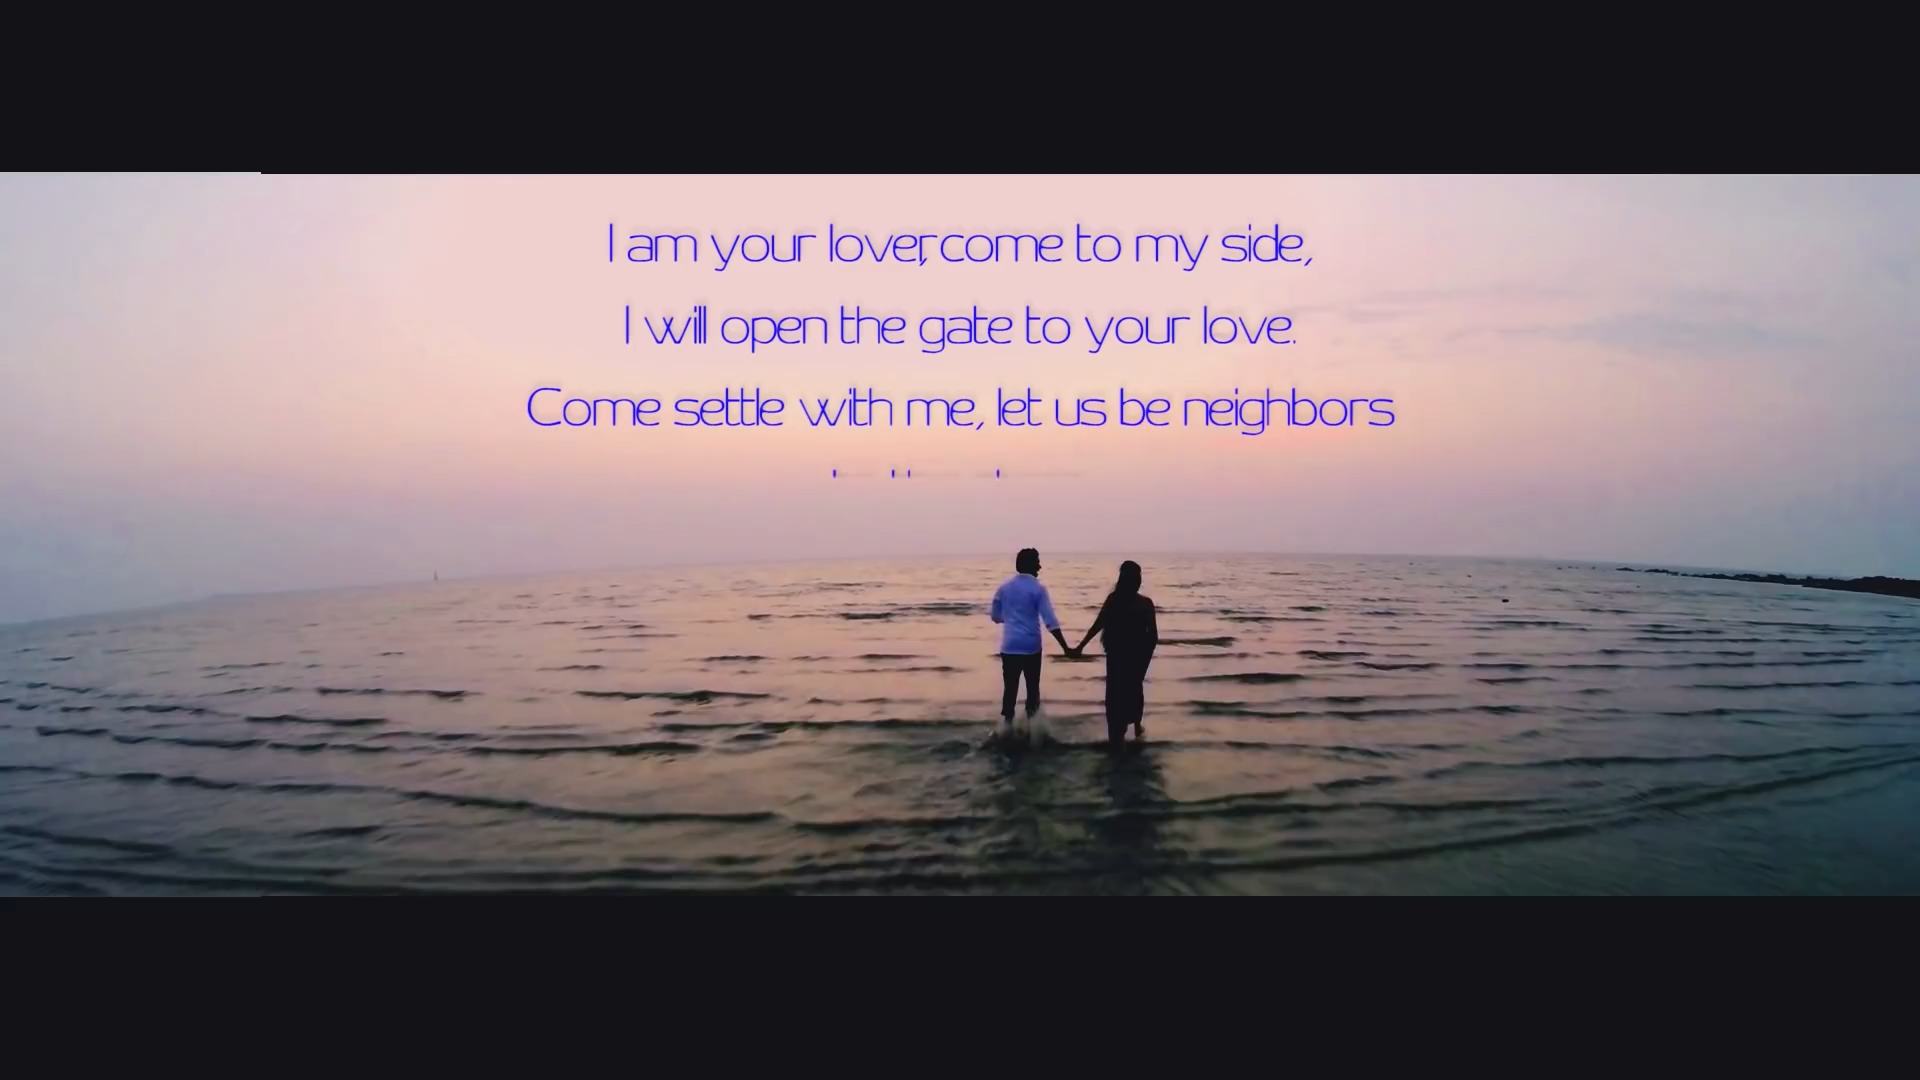 I am your lover, come to my side,
I will open the gate to your love.
Come settle with me, let us be neighbors